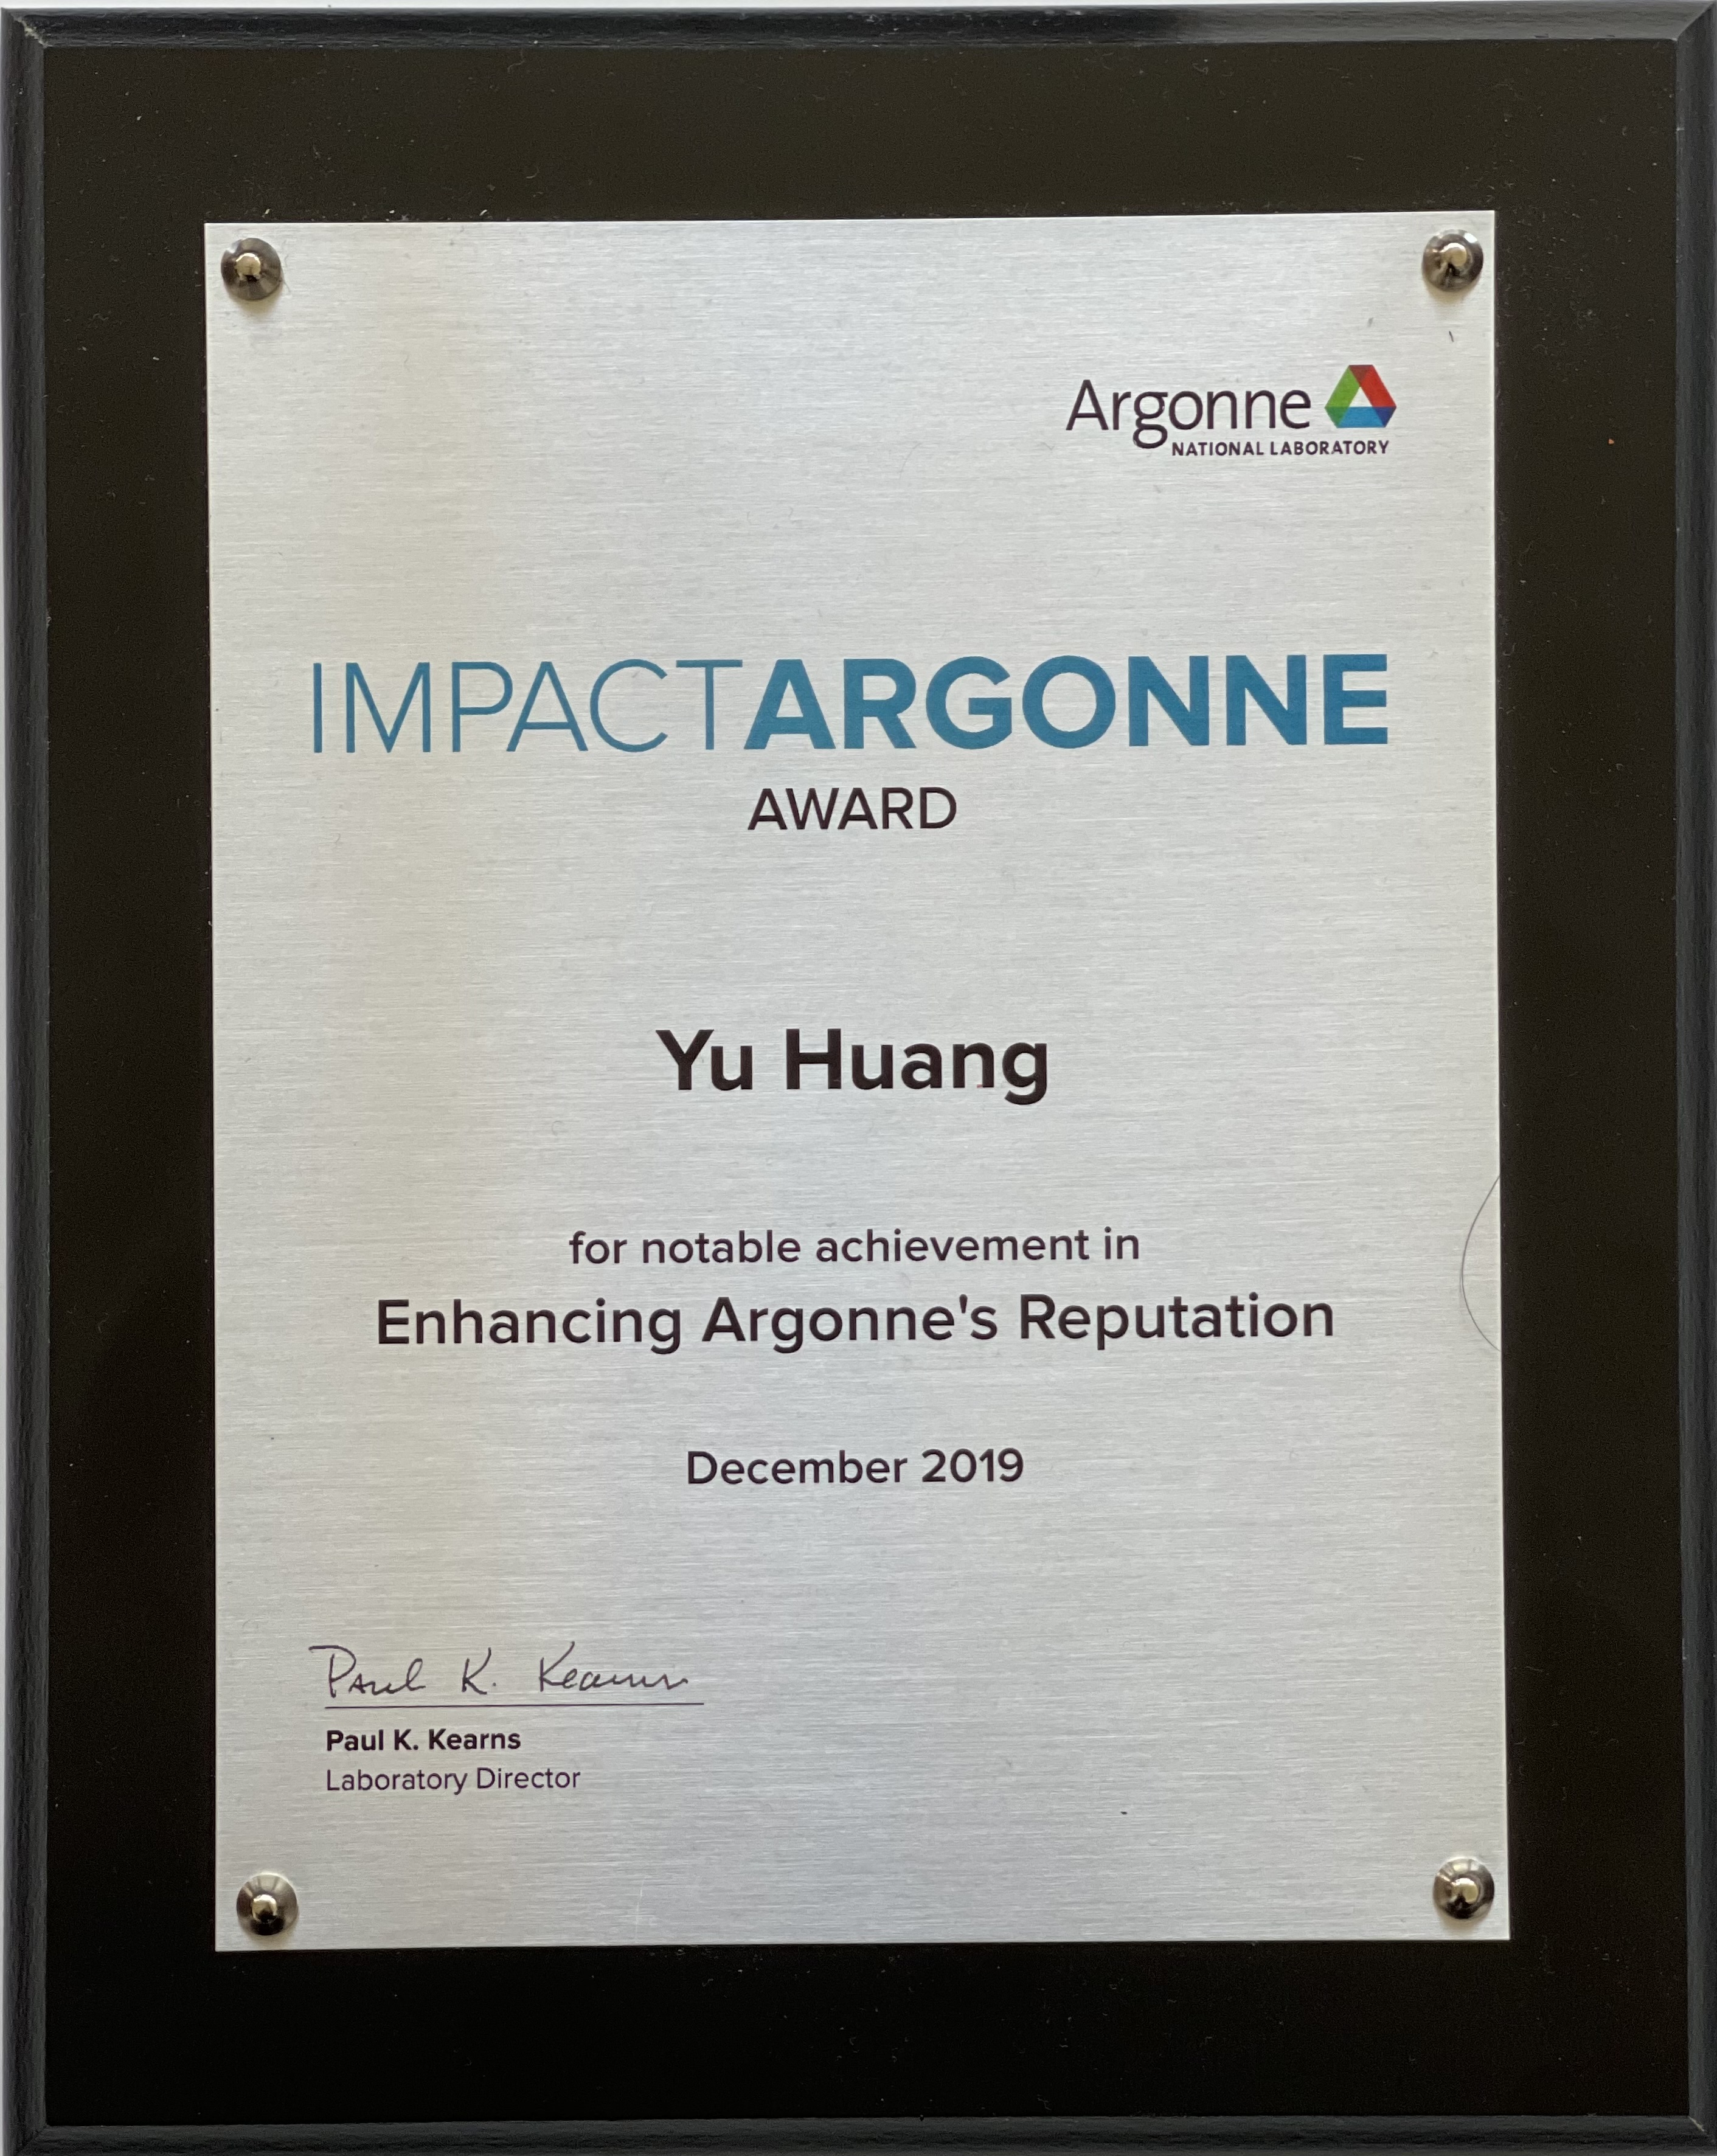 Argonne
NATIONAL LABORATORY
IMPACTARGONNE
AWARD
Yu Huang
for notable achievement in
Enhancing Argonne's Reputation
December 2019
Paul K. Kearns
Paul K. Kearns
Laboratory Director